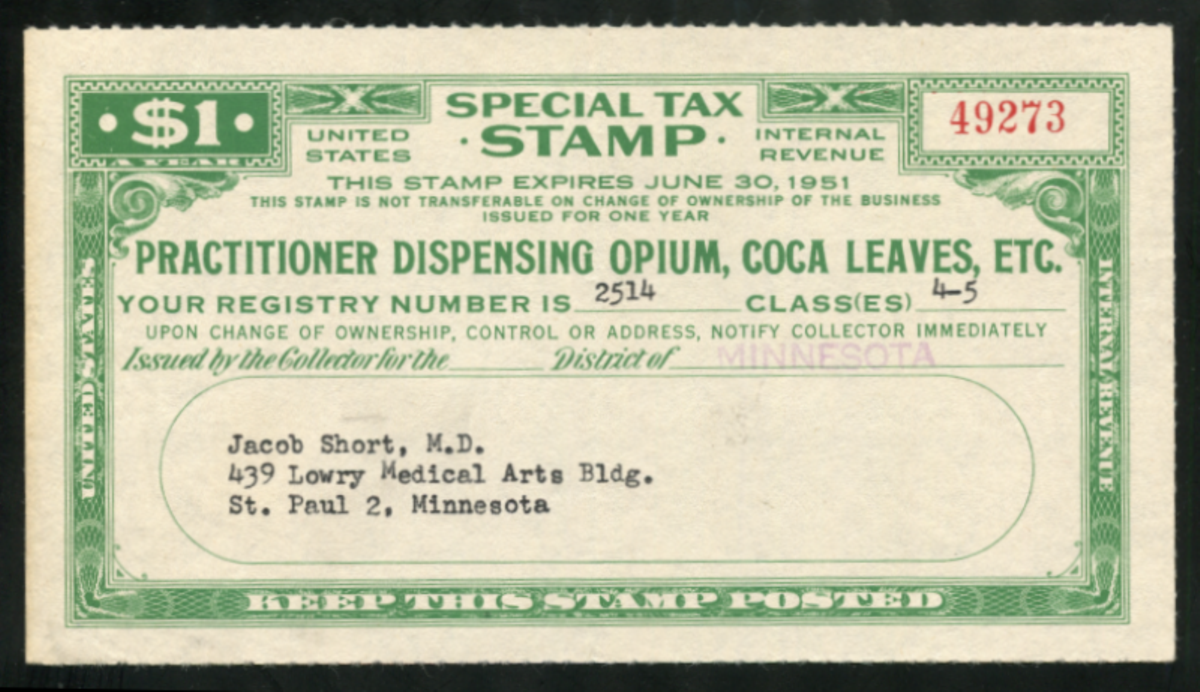 $1
A YEAR
UNITED STATES
SPECIAL TAX
· STAMP ·
INTERNAL REVENUE
49273
THIS STAMP EXPIRES JUNE 30, 1951
THIS STAMP IS NOT TRANSFERABLE ON CHANGE OF OWNERSHIP OF THE BUSINESS
ISSUED FOR ONE YEAR
PRACTITIONER DISPENSING OPIUM, COCA LEAVES, ETC.
YOUR REGISTRY NUMBER IS 2514 CLASS(ES) 4-5
UPON CHANGE OF OWNERSHIP, CONTROL OR ADDRESS, NOTIFY COLLECTOR IMMEDIATELY
Issued by the Collector for the District of MINNESOTA
Jacob Short, M.D.
439 Lowry Medical Arts Bldg.
St. Paul 2, Minnesota
UNITED STATES
INTERNAL REVENUE
KEEP THIS STAMP POSTED